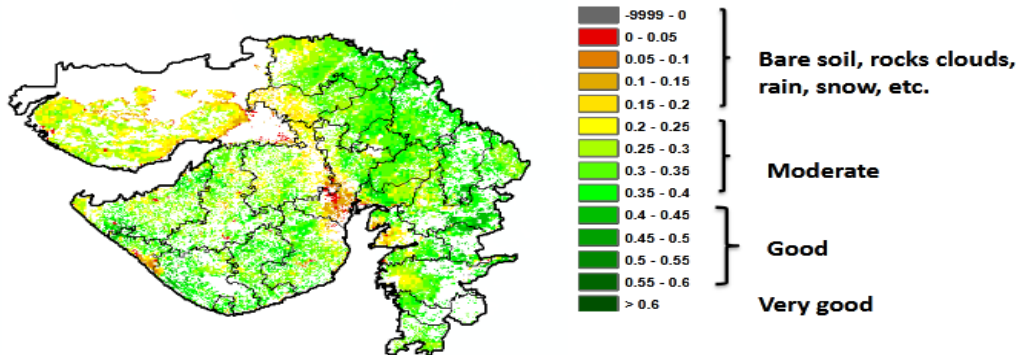 -9999 - 0
0 - 0.05
0.05 - 0.1
0.1 - 0.15
0.15 - 0.2
0.2 - 0.25
0.25 - 0.3
0.3 - 0.35
0.35 - 0.4
0.4 - 0.45
0.45 - 0.5
0.5 - 0.55
0.55 - 0.6
> 0.6
Bare soil, rocks clouds,
rain, snow, etc.
Moderate
Good
Very good